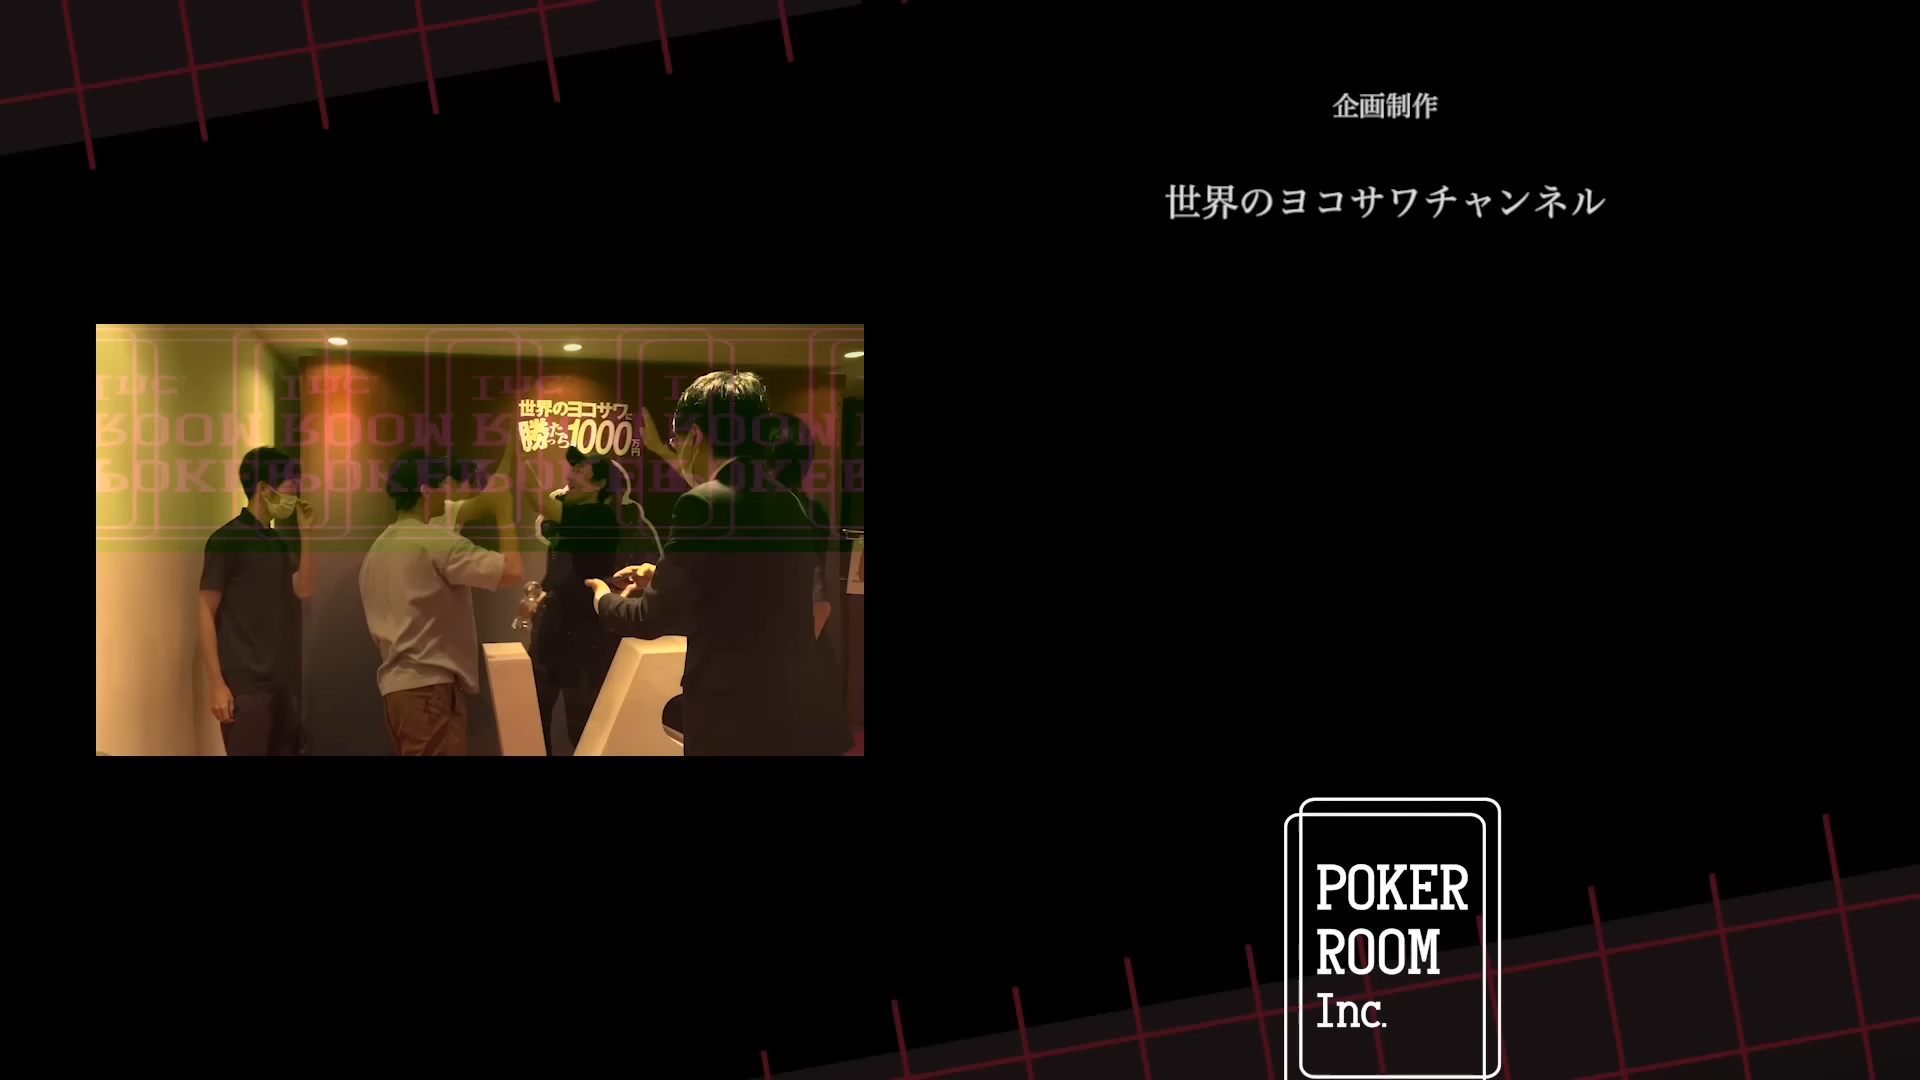 企画制作
世界のヨコサワチャンネル
世界のヨコサワに
勝ったら1000万円
POKER
ROOM
Inc.